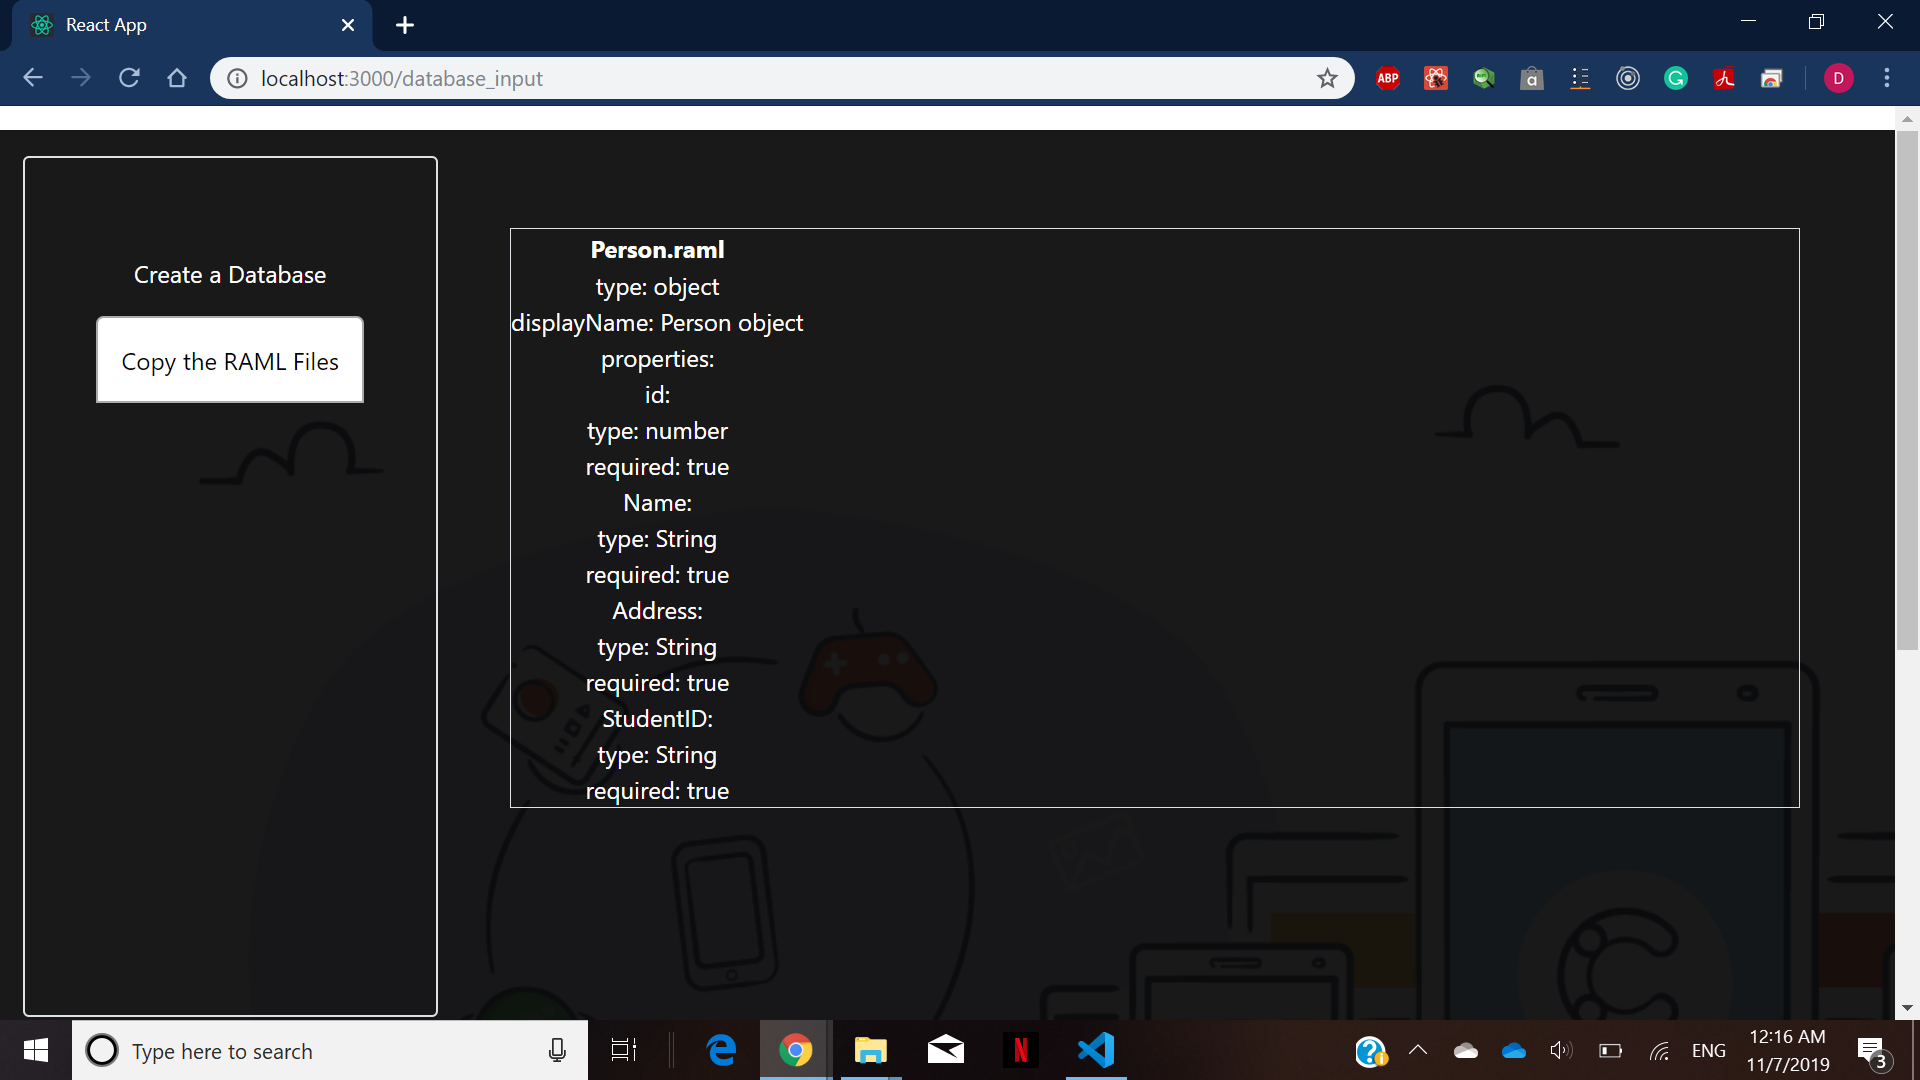 React App
localhost:3000/database_input
ABP
a
G
D
Create a Database
Copy the RAML Files
Person.raml
type: object
displayName: Person object
properties:
id:
type: number
required: true
Name:
type: String
required: true
Address:
type: String
required: true
StudentID:
type: String
required: true
Type here to search
N
ENG
12:16 AM
11/7/2019
3